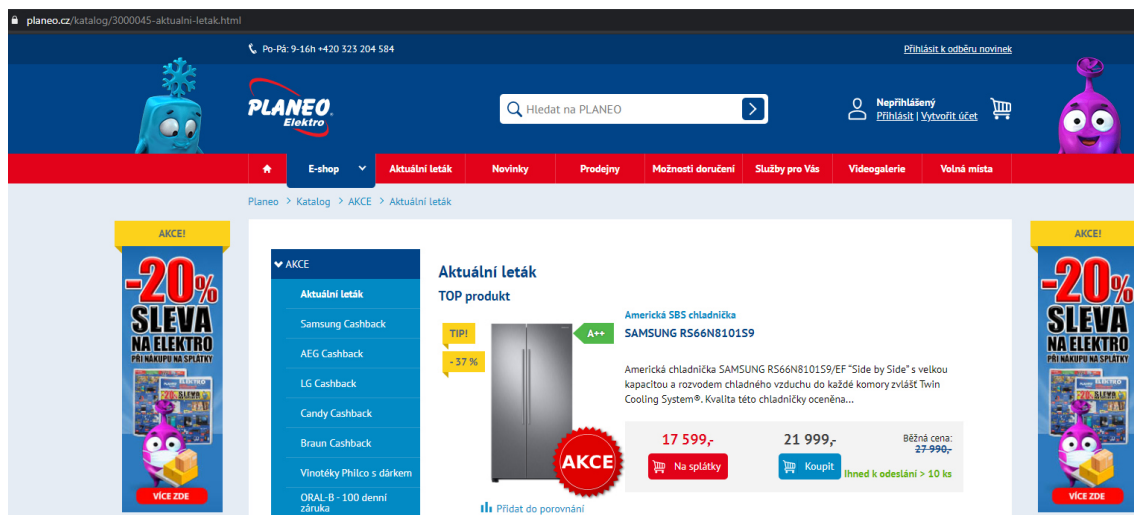 planeo.cz/katalog/3000045-aktualni-letak.html
Po-Pá: 9-16h +420 323 204 584
Přihlásit k odběru novinek
PLANEO
Elektro
Hledat na PLANEO
Nepřihlášený
Přihlásit | Vytvořit účet
E-shop
Aktuální leták
Novinky
Prodejny
Možnosti doručení
Služby pro Vás
Videogalerie
Volná místa
Planeo > Katalog > AKCE > Aktuální leták
AKCE!
-20%
SLEVA
NA ELEKTRO
PŘI NÁKUPU NA SPLÁTKY
VÍCE ZDE
AKCE
Aktuální leták
Samsung Cashback
AEG Cashback
LG Cashback
Candy Cashback
Braun Cashback
Vinotéky Philco s dárkem
ORAL-B - 100 denní
záruka
Aktuální leták
TOP produkt
TIP!
- 37 %
A++
AKCE
Přidat do porovnání
Americká SBS chladnička
SAMSUNG RS66N8101S9
Americká chladnička SAMSUNG RS66N8101S9/EF "Side by Side" s velkou
kapacitou a rozvodem chladného vzduchu do každé komory zvlášť Twin
Cooling System®. Kvalita této chladničky oceněna...
17 599,-
Na splátky
21 999,-
Koupit
Běžná cena:
27 990,-
Ihned k odeslání > 10 ks
AKCE!
-20%
SLEVA
NA ELEKTRO
PŘI NÁKUPU NA SPLÁTKY
VÍCE ZDE